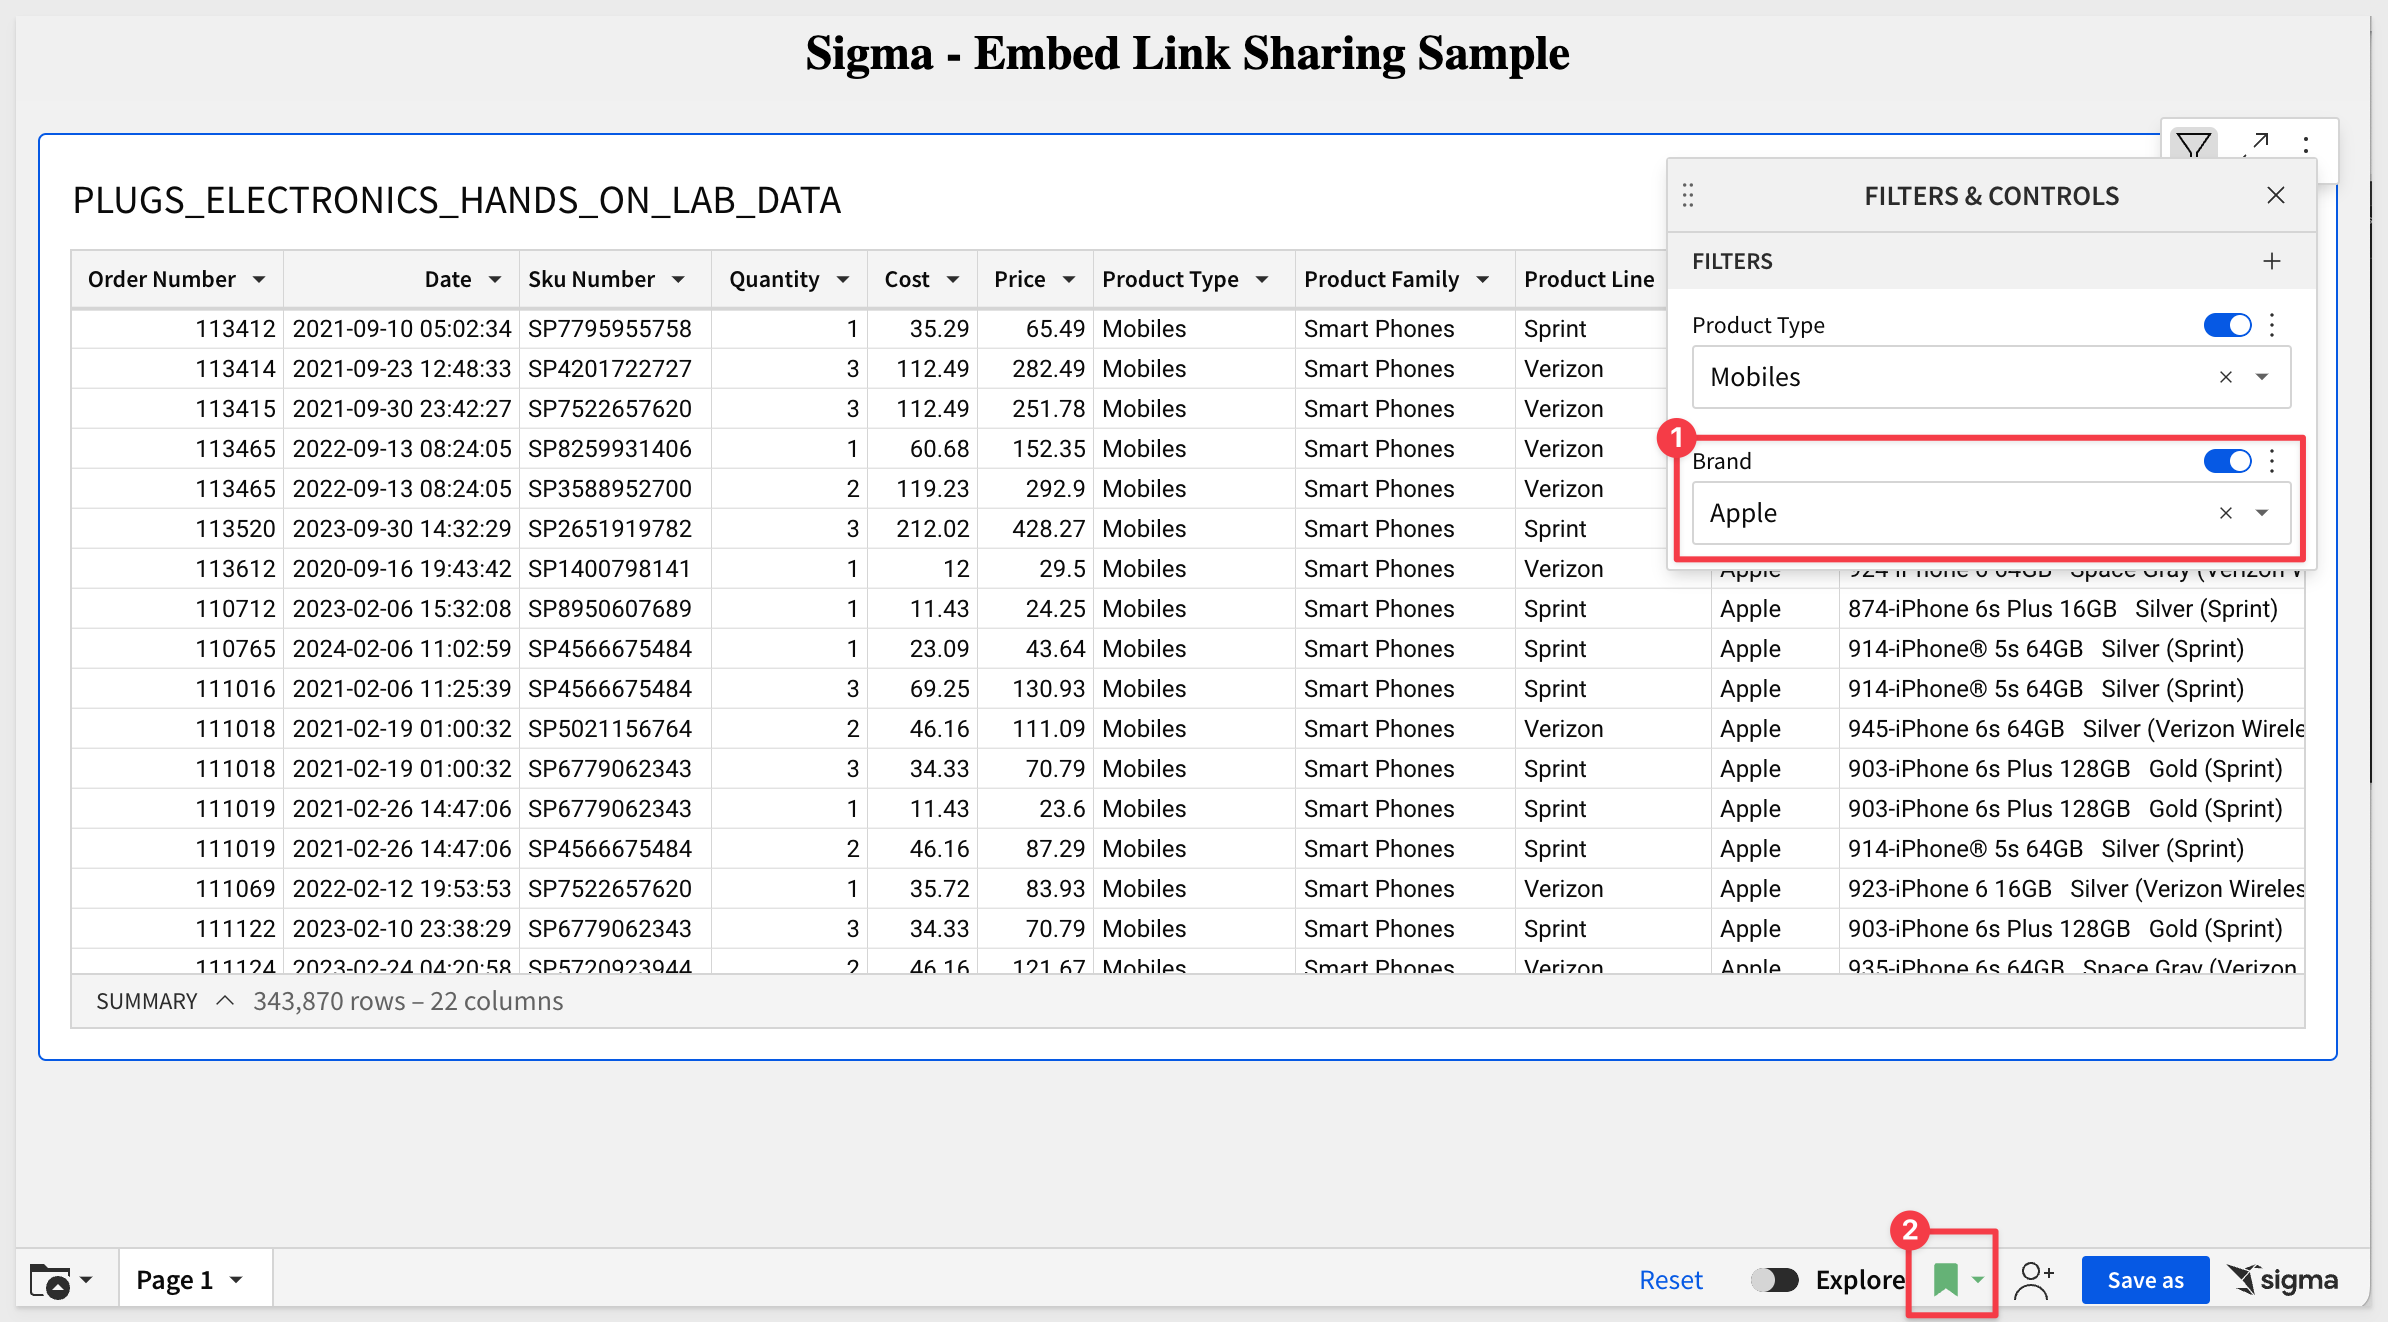 Sigma - Embed Link Sharing Sample
PLUGS_ELECTRONICS_HANDS_ON_LAB_DATA
FILTERS & CONTROLS
FILTERS
Product Type
Mobiles
1
Brand
Apple
Order Number Date Sku Number Quantity Cost Price Product Type Product Family Product Line
113412 2021-09-10 05:02:34 SP7795955758 1 35.29 65.49 Mobiles Smart Phones Sprint
113414 2021-09-23 12:48:33 SP4201722727 3 112.49 282.49 Mobiles Smart Phones Verizon
113415 2021-09-30 23:42:27 SP7522657620 3 112.49 251.78 Mobiles Smart Phones Verizon
113465 2022-09-13 08:24:05 SP8259931406 1 60.68 152.35 Mobiles Smart Phones Verizon
113465 2022-09-13 08:24:05 SP3588952700 2 119.23 292.9 Mobiles Smart Phones Verizon
113520 2023-09-30 14:32:29 SP2651919782 3 212.02 428.27 Mobiles Smart Phones Sprint
113612 2020-09-16 19:43:42 SP1400798141 1 12 29.5 Mobiles Smart Phones Verizon Apple 924-iPhone 6 64GB Space Gray (Verizon W
110712 2023-02-06 15:32:08 SP8950607689 1 11.43 24.25 Mobiles Smart Phones Sprint Apple 874-iPhone 6s Plus 16GB Silver (Sprint)
110765 2024-02-06 11:02:59 SP4566675484 1 23.09 43.64 Mobiles Smart Phones Sprint Apple 914-iPhone® 5s 64GB Silver (Sprint)
111016 2021-02-06 11:25:39 SP4566675484 3 69.25 130.93 Mobiles Smart Phones Sprint Apple 914-iPhone® 5s 64GB Silver (Sprint)
111018 2021-02-19 01:00:32 SP5021156764 2 46.16 111.09 Mobiles Smart Phones Verizon Apple 945-iPhone 6s 64GB Silver (Verizon Wirele
111018 2021-02-19 01:00:32 SP6779062343 3 34.33 70.79 Mobiles Smart Phones Sprint Apple 903-iPhone 6s Plus 128GB Gold (Sprint)
111019 2021-02-26 14:47:06 SP6779062343 1 11.43 23.6 Mobiles Smart Phones Sprint Apple 903-iPhone 6s Plus 128GB Gold (Sprint)
111019 2021-02-26 14:47:06 SP4566675484 2 46.16 87.29 Mobiles Smart Phones Sprint Apple 914-iPhone® 5s 64GB Silver (Sprint)
111069 2022-02-12 19:53:53 SP7522657620 1 35.72 83.93 Mobiles Smart Phones Verizon Apple 923-iPhone 6 16GB Silver (Verizon Wireles
111122 2023-02-10 23:38:29 SP6779062343 3 34.33 70.79 Mobiles Smart Phones Sprint Apple 903-iPhone 6s Plus 128GB Gold (Sprint)
111124 2023-02-24 04:20:58 SP5720923944 2 46.16 121.67 Mobiles Smart Phones Verizon Apple 935-iPhone 6s 64GB Space Gray (Verizon
SUMMARY 343,870 rows – 22 columns
2
Page 1 Reset Explore Save as sigma